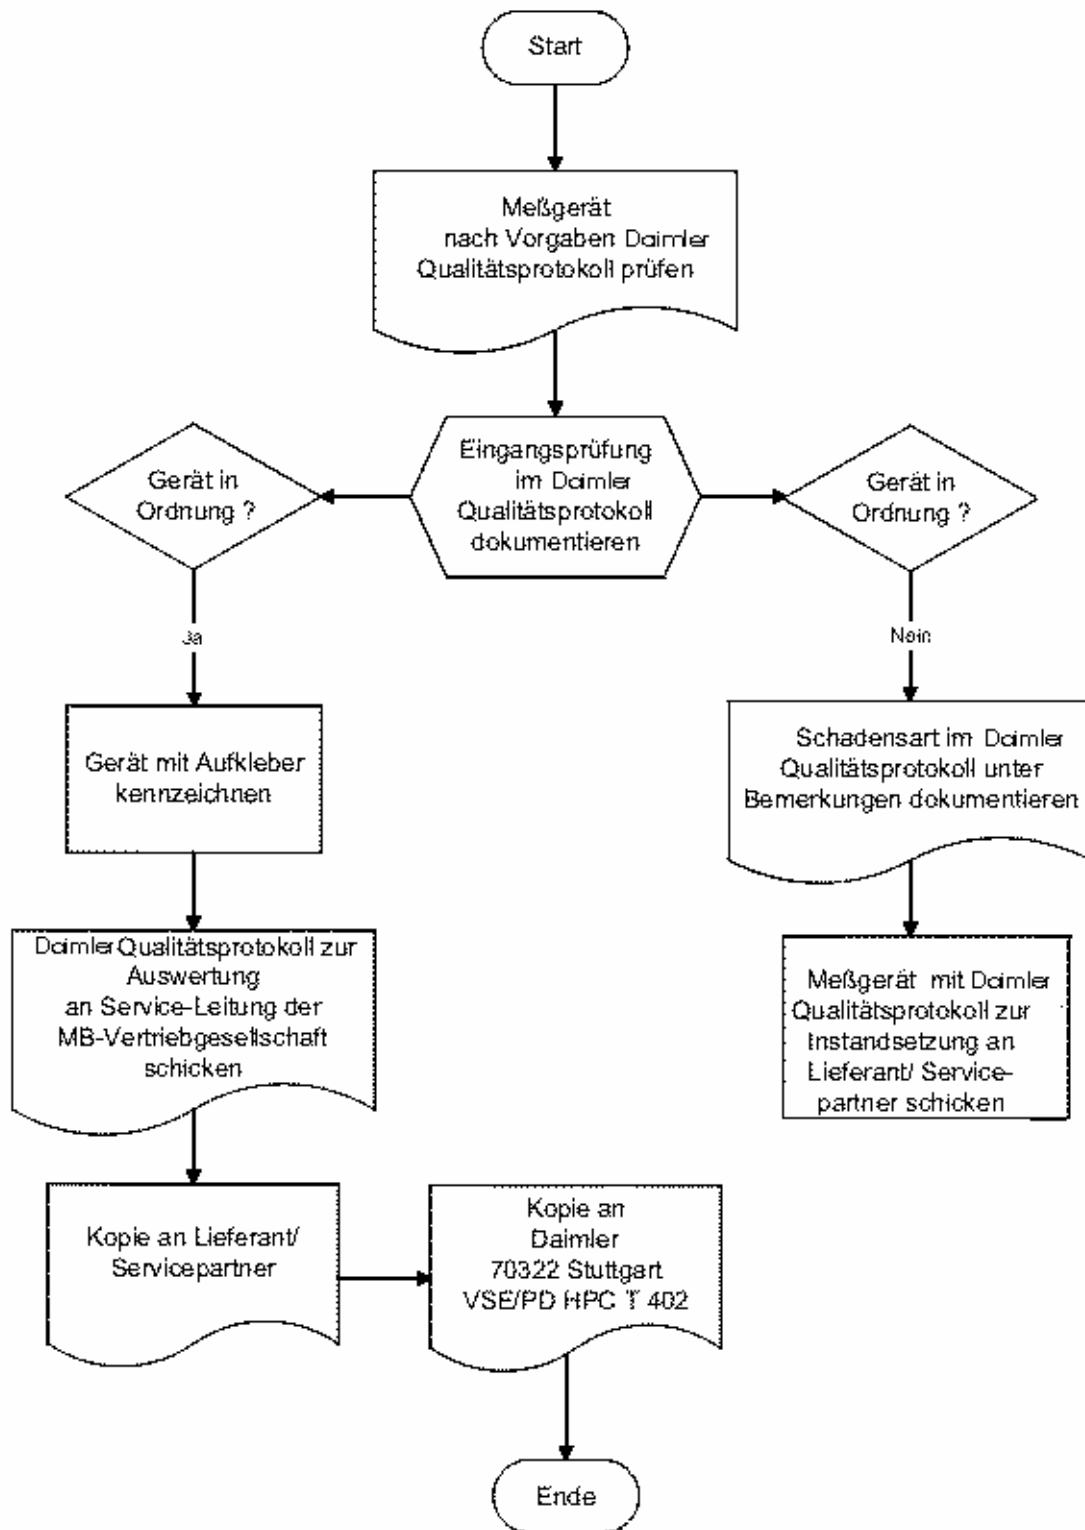 Start
Meßgerät
nach Vorgaben Daimler
Qualitätsprotokoll prüfen
Eingangsprüfung
im Daimler
Qualitätsprotokoll
dokumentieren
Gerät in
Ordnung ?
Gerät in
Ordnung ?
Ja
Nein
Gerät mit Aufkleber
kennzeichnen
Schadensart im Daimler
Qualitätsprotokoll unter
Bemerkungen dokumentieren
Daimler Qualitätsprotokoll zur
Auswertung
an Service-Leitung der
MB-Vertriebgesellschaft
schicken
Meßgerät mit Daimler
Qualitätsprotokoll zur
Instandsetzung an
Lieferant/ Service-
partner schicken
Kopie an Lieferant/
Servicepartner
Kopie an
Daimler
70322 Stuttgart
VSE/PD HPC T 402
Ende